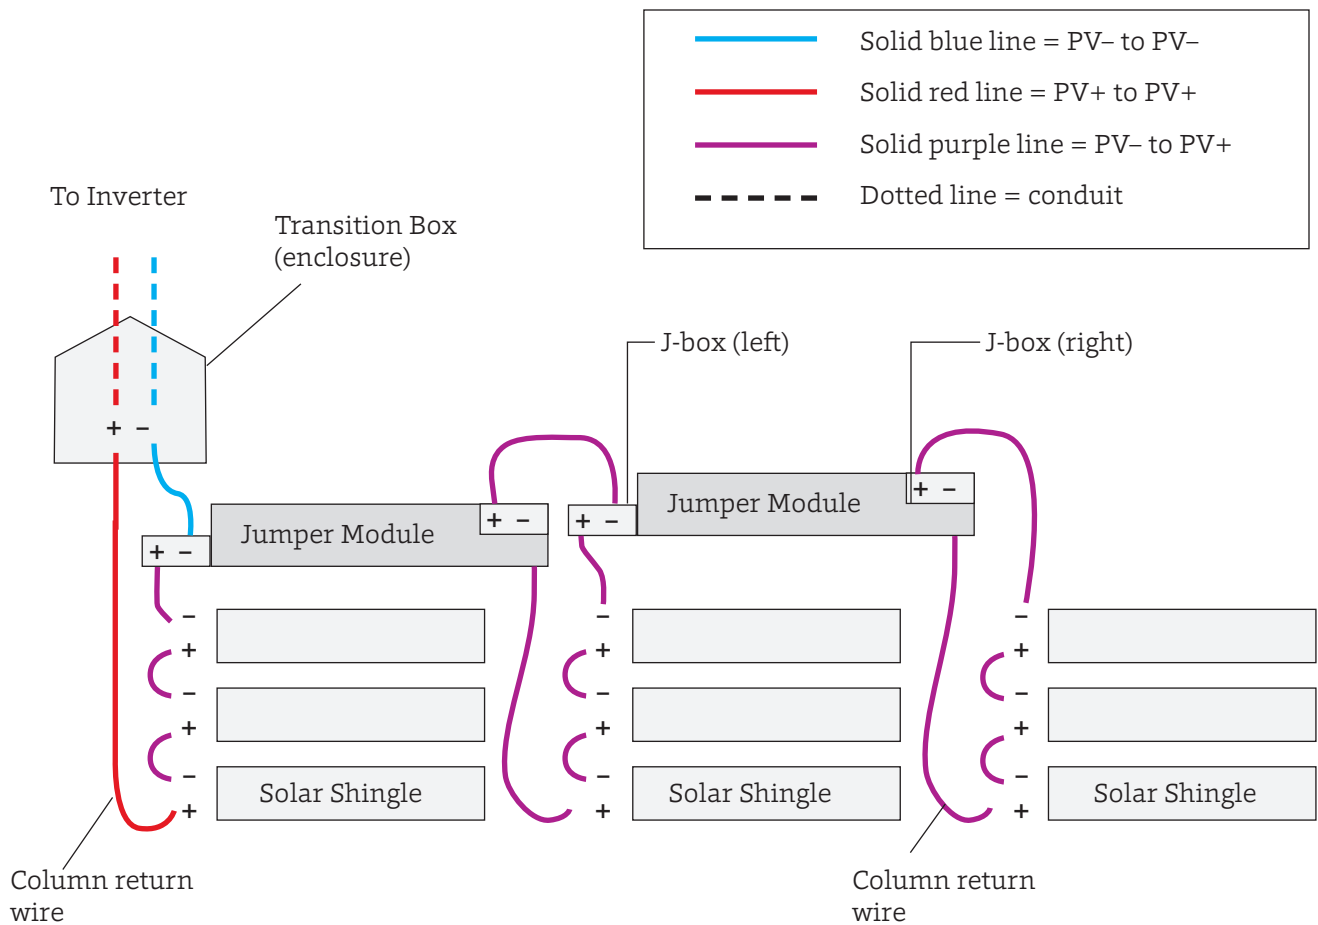 Solid blue line = PV– to PV–
Solid red line = PV+ to PV+
Solid purple line = PV– to PV+
Dotted line = conduit
To Inverter
Transition Box
(enclosure)
J-box (left)
J-box (right)
+ –
Jumper Module
+ –
+ –
Jumper Module
+ –
+ –
–
+
–
+
–
+
Solar Shingle
–
+
–
+
–
+
Solar Shingle
–
+
–
+
–
+
Solar Shingle
Column return
wire
Column return
wire